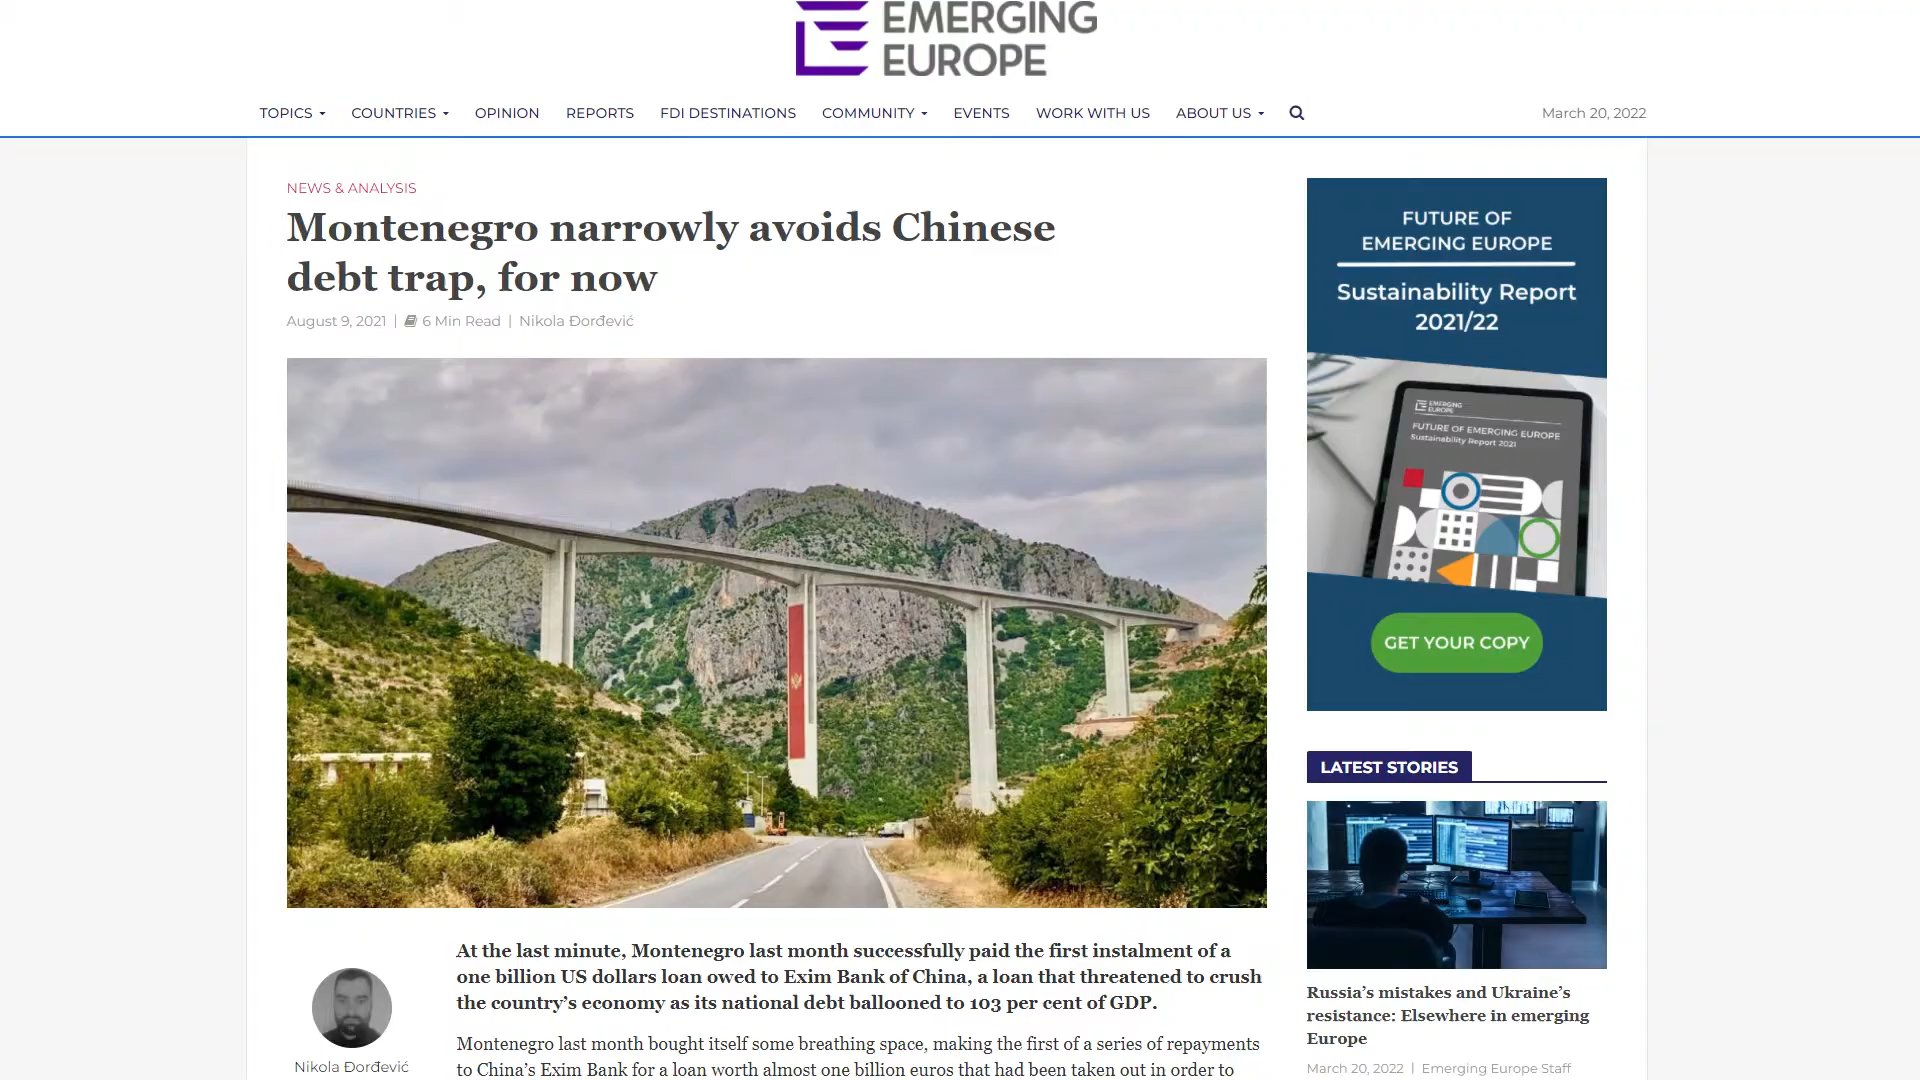 EMERGING
EUROPE
TOPICS COUNTRIES OPINION REPORTS FDI DESTINATIONS COMMUNITY EVENTS WORK WITH US ABOUT US March 20, 2022
NEWS & ANALYSIS
Montenegro narrowly avoids Chinese
debt trap, for now
August 9, 2021 | 6 Min Read | Nikola Đorđević
At the last minute, Montenegro last month successfully paid the first instalment of a
one billion US dollars loan owed to Exim Bank of China, a loan that threatened to crush
the country’s economy as its national debt ballooned to 103 per cent of GDP.
Nikola Đorđević
Montenegro last month bought itself some breathing space, making the first of a series of repayments
to China’s Exim Bank for a loan worth almost one billion euros that had been taken out in order to
FUTURE OF
EMERGING EUROPE
Sustainability Report
2021/22
EMERGING
EUROPE
FUTURE OF EMERGING EUROPE
Sustainability Report 2021
GET YOUR COPY
LATEST STORIES
Russia’s mistakes and Ukraine’s
resistance: Elsewhere in emerging
Europe
March 20, 2022 | Emerging Europe Staff